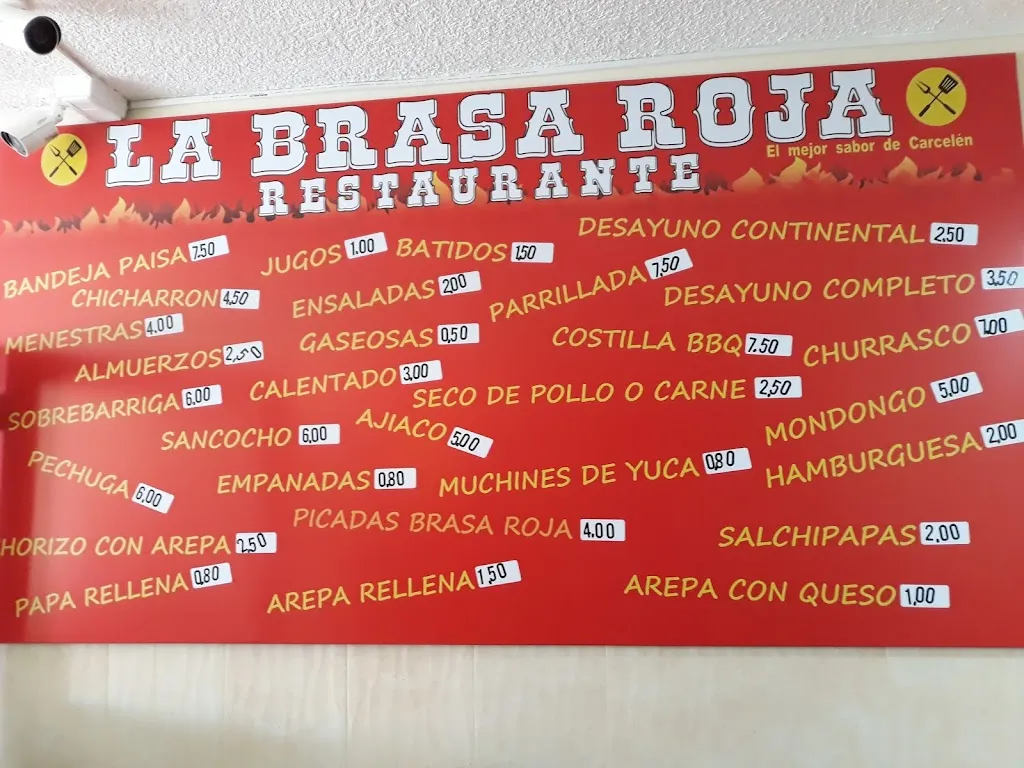 LA BRASA ROJA
El mejor sabor de Carcelén
RESTAURANTE
BANDEJA PAISA 7.50
JUGOS 1.00
BATIDOS 1,50
DESAYUNO CONTINENTAL 2,50
CHICHARRON 4,50
ENSALADAS 2,00
PARRILLADA 7,50
DESAYUNO COMPLETO 3,50
MENESTRAS 4.00
GASEOSAS 0,50
COSTILLA BBQ 7.50
CHURRASCO 7,00
ALMUERZOS 2,50
CALENTADO 3,00
SECO DE POLLO O CARNE 2,50
SOBREBARRIGA 6,00
AJIACO 5,00
MONDONGO 5,00
SANCOCHO 6,00
PECHUGA 6,00
EMPANADAS 0,80
MUCHINES DE YUCA 0,80
HAMBURGUESA 2,00
HORIZO CON AREPA 2,50
PICADAS BRASA ROJA 4.00
SALCHIPAPAS 2,00
PAPA RELLENA 0,80
AREPA RELLENA 1,50
AREPA CON QUESO 1,00